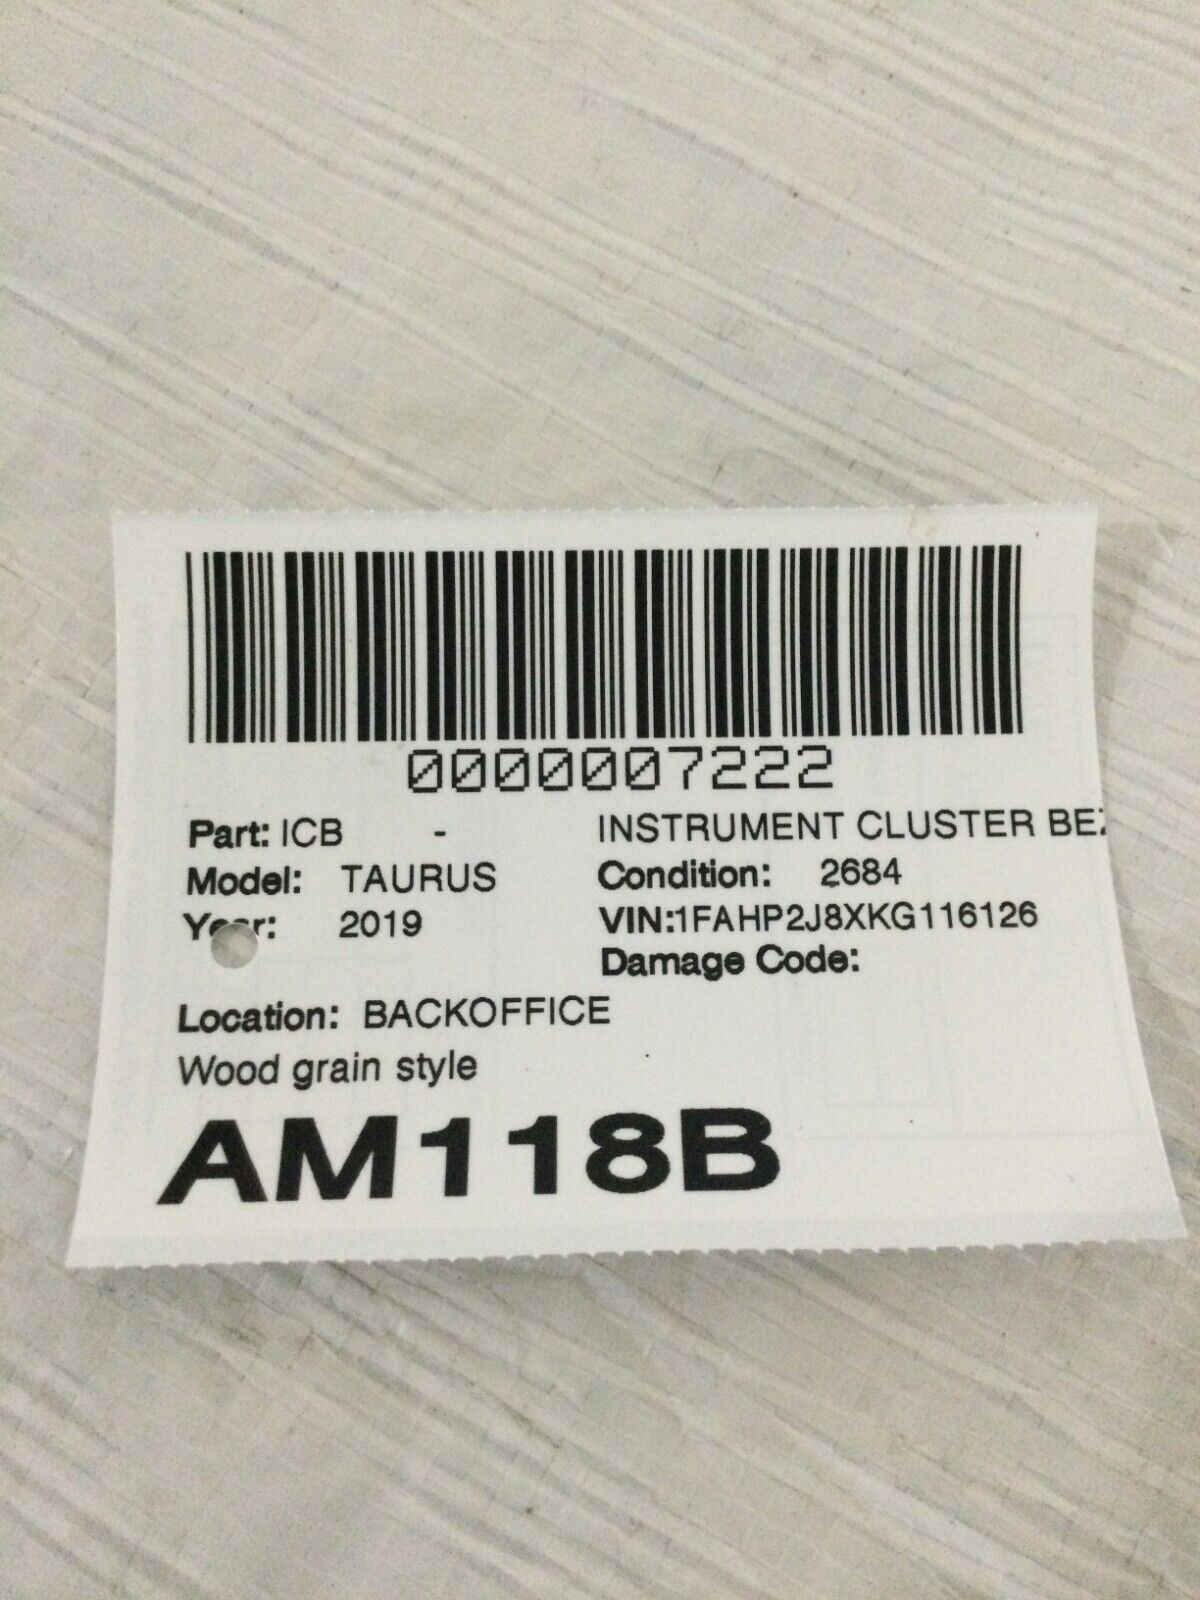 0000007222
Part: ICB - INSTRUMENT CLUSTER BEZ
Model: TAURUS Condition: 2684
Year: 2019 VIN:1FAHP2J8XKG116126
Damage Code:
Location: BACKOFFICE
Wood grain style
AM118B